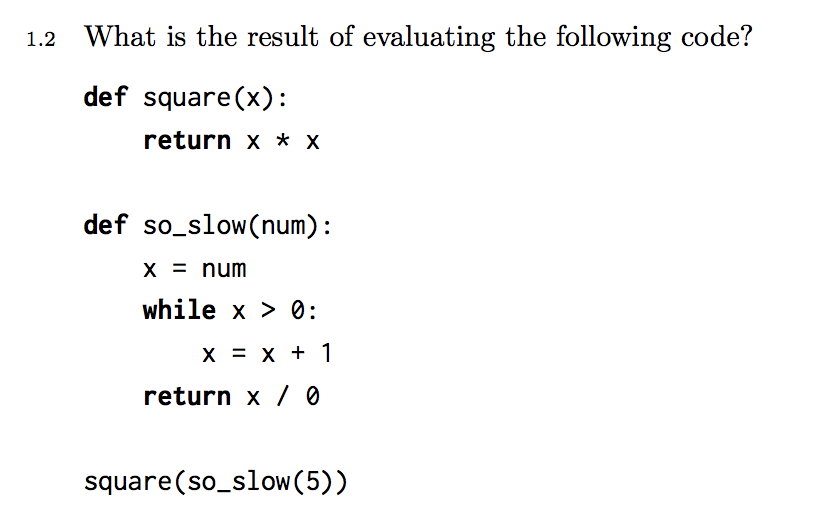 1.2 What is the result of evaluating the following code?
def square(x):
    return x * x
def so_slow(num):
    x = num
    while x > 0:
        x = x + 1
    return x / 0
square(so_slow(5))